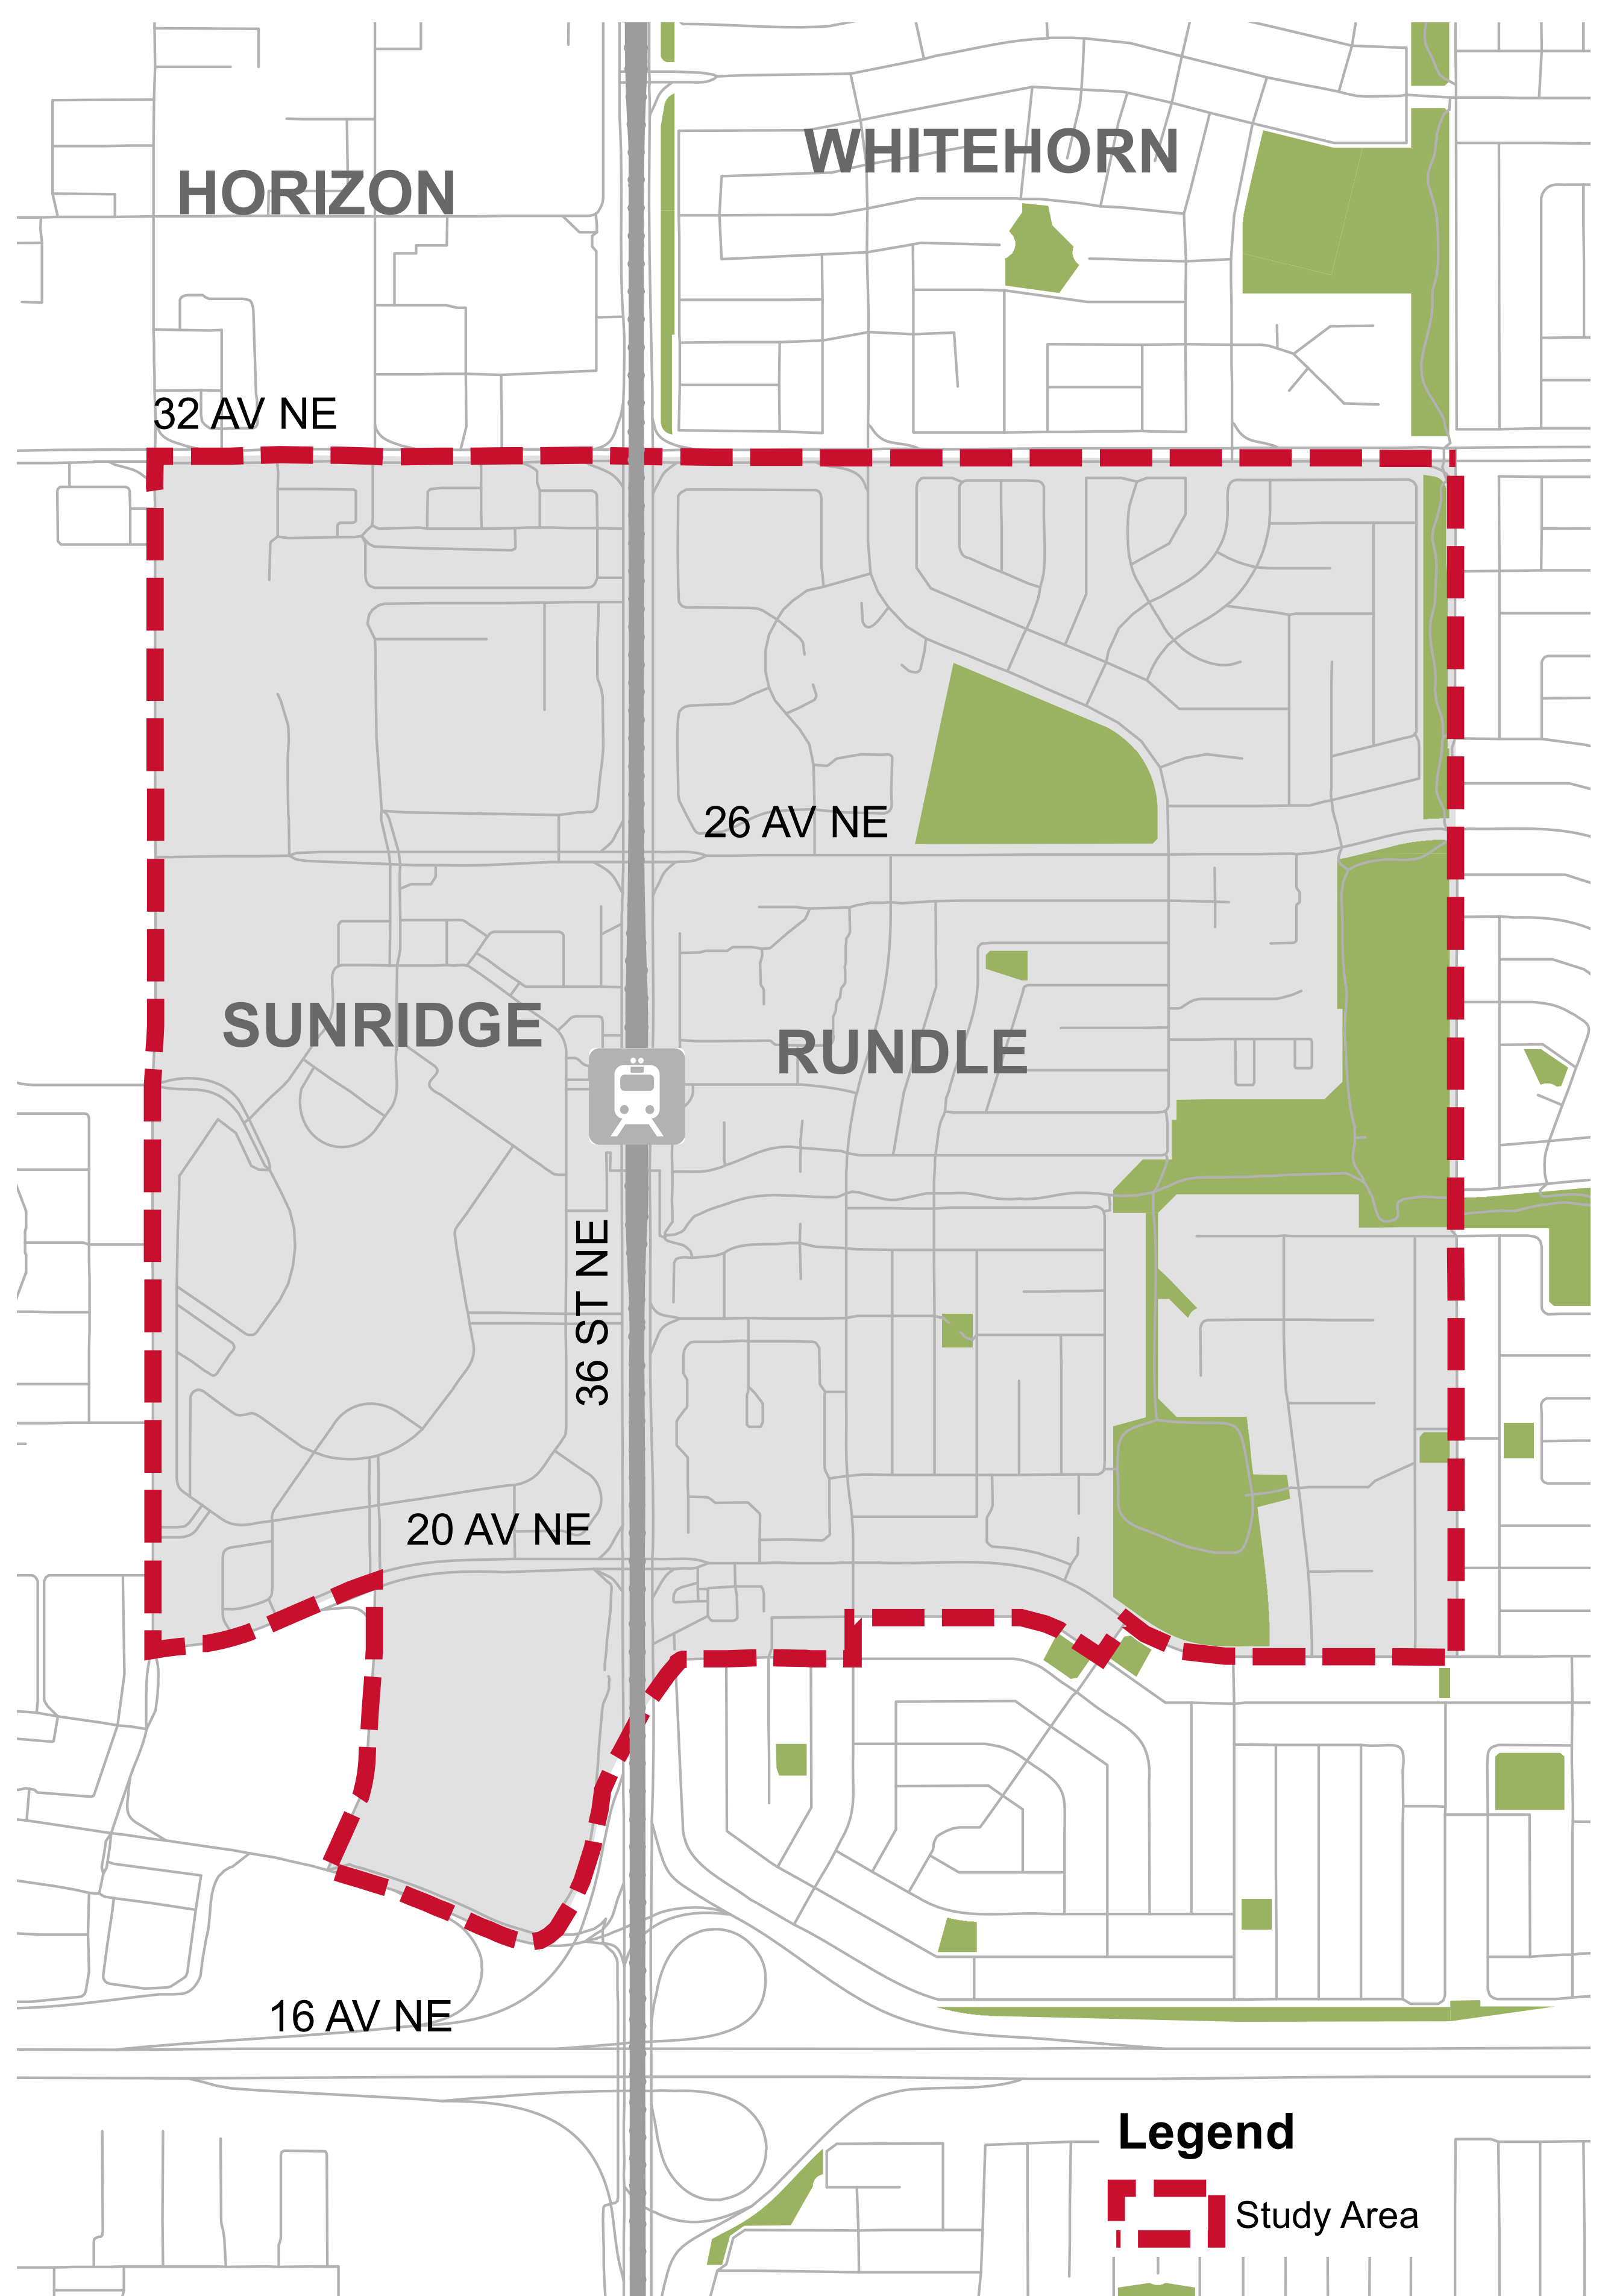 WHITEHORN
HORIZON
32 AV NE
26 AV NE
SUNRIDGE
RUNDLE
36 ST NE
20 AV NE
16 AV NE
Legend
Study Area